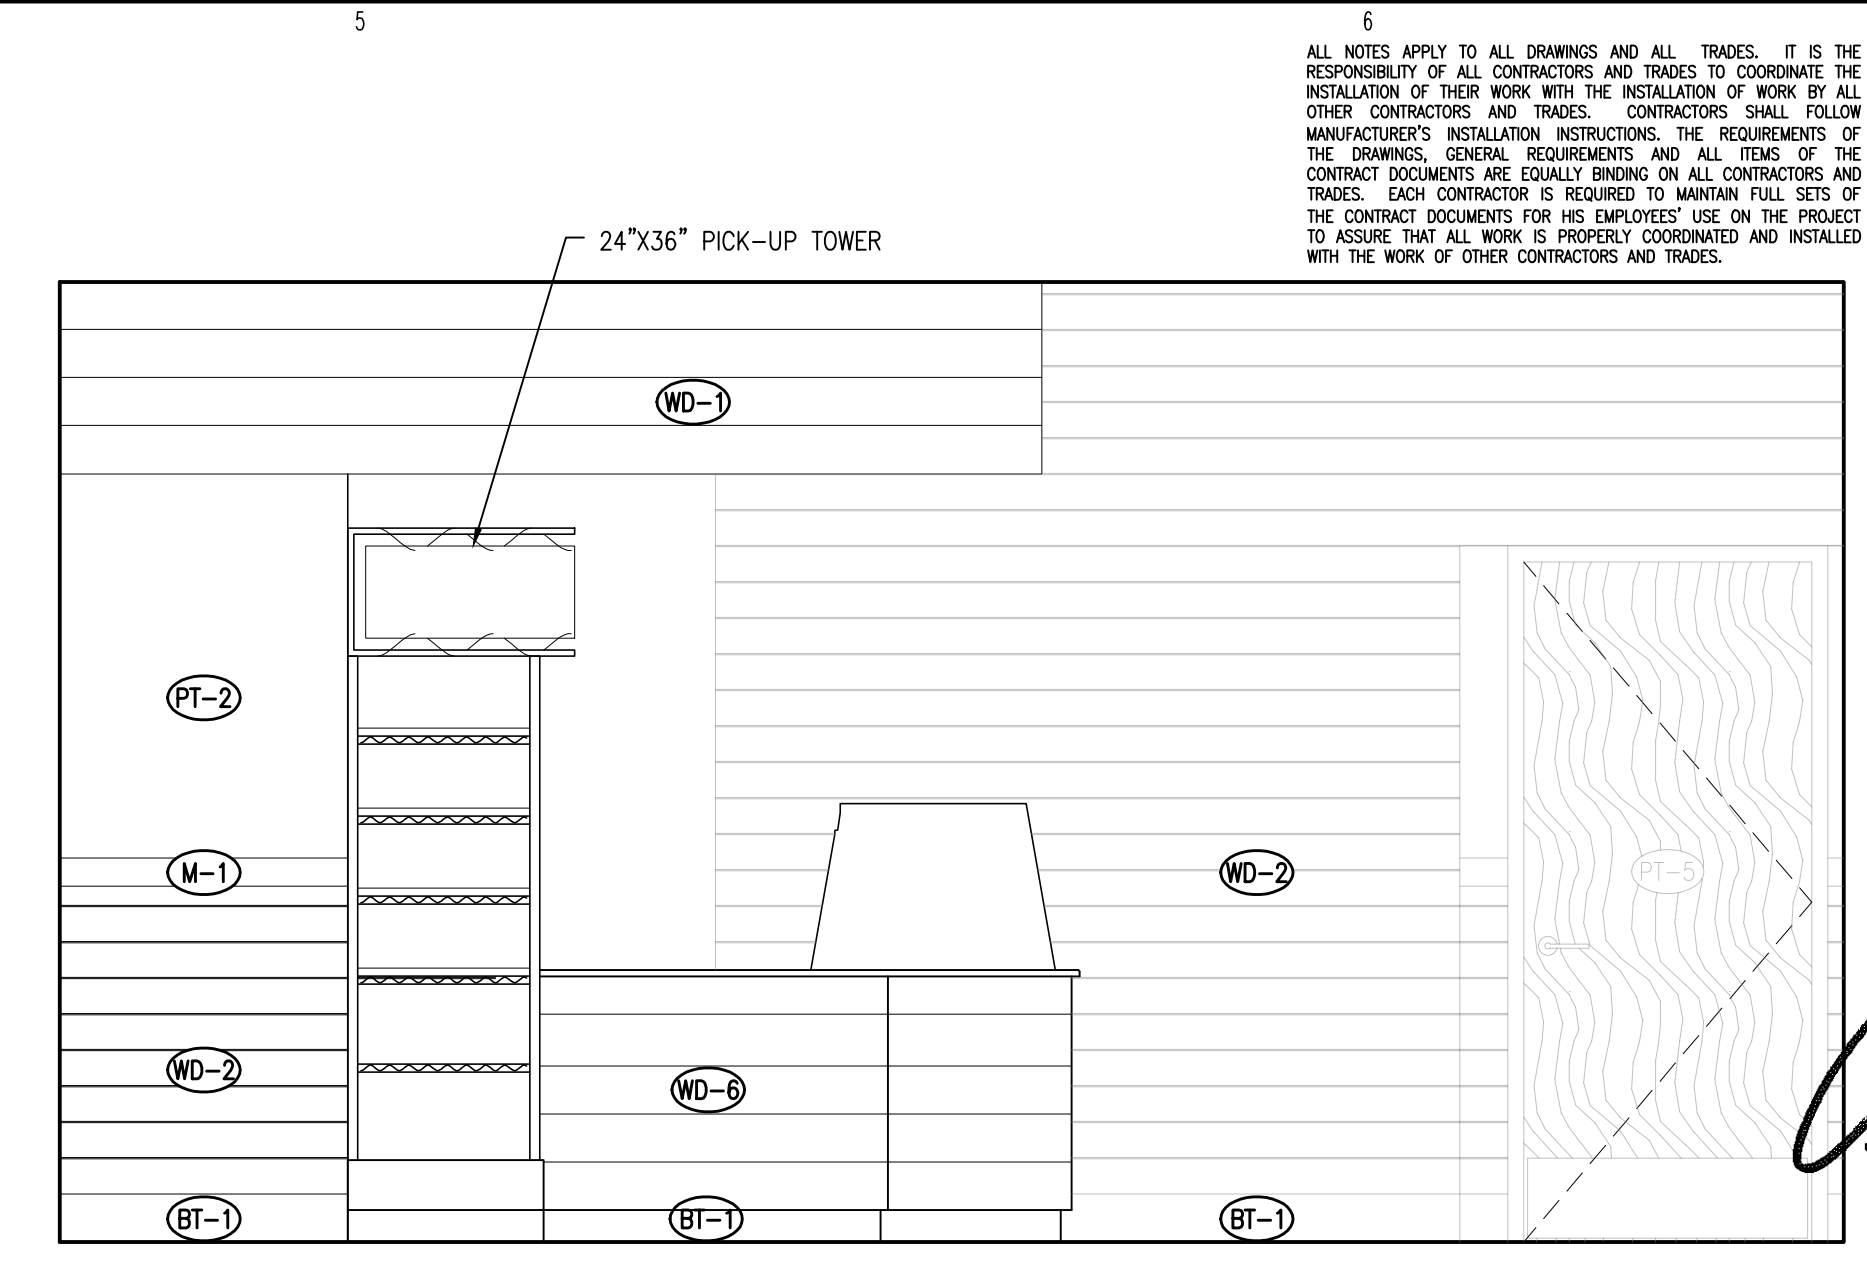 5
6
ALL NOTES APPLY TO ALL DRAWINGS AND ALL TRADES. IT IS THE
RESPONSIBILITY OF ALL CONTRACTORS AND TRADES TO COORDINATE THE
INSTALLATION OF THEIR WORK WITH THE INSTALLATION OF WORK BY ALL
OTHER CONTRACTORS AND TRADES. CONTRACTORS SHALL FOLLOW
MANUFACTURER'S INSTALLATION INSTRUCTIONS. THE REQUIREMENTS OF
THE DRAWINGS, GENERAL REQUIREMENTS AND ALL ITEMS OF THE
CONTRACT DOCUMENTS ARE EQUALLY BINDING ON ALL CONTRACTORS AND
TRADES. EACH CONTRACTOR IS REQUIRED TO MAINTAIN FULL SETS OF
THE CONTRACT DOCUMENTS FOR HIS EMPLOYEES' USE ON THE PROJECT
TO ASSURE THAT ALL WORK IS PROPERLY COORDINATED AND INSTALLED
WITH THE WORK OF OTHER CONTRACTORS AND TRADES.
24"X36" PICK-UP TOWER
WD-1
PT-2
M-1
WD-2
PT-5
WD-2
WD-6
BT-1
BT-1
BT-1